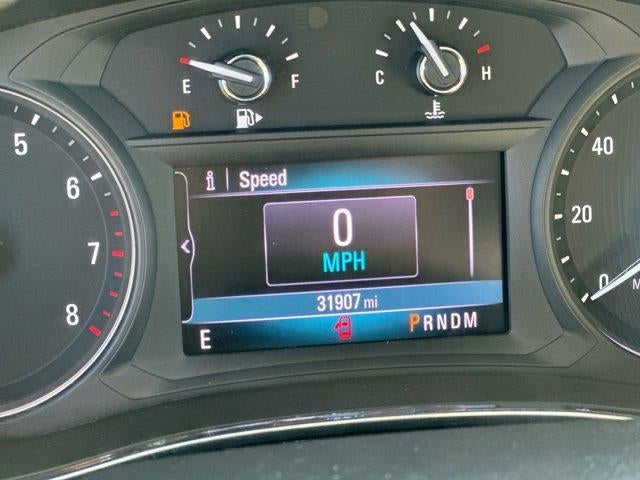 E F
C H
5
6
7
8
i Speed
0
MPH
31907 mi
E PRNDM
40
20
0
M